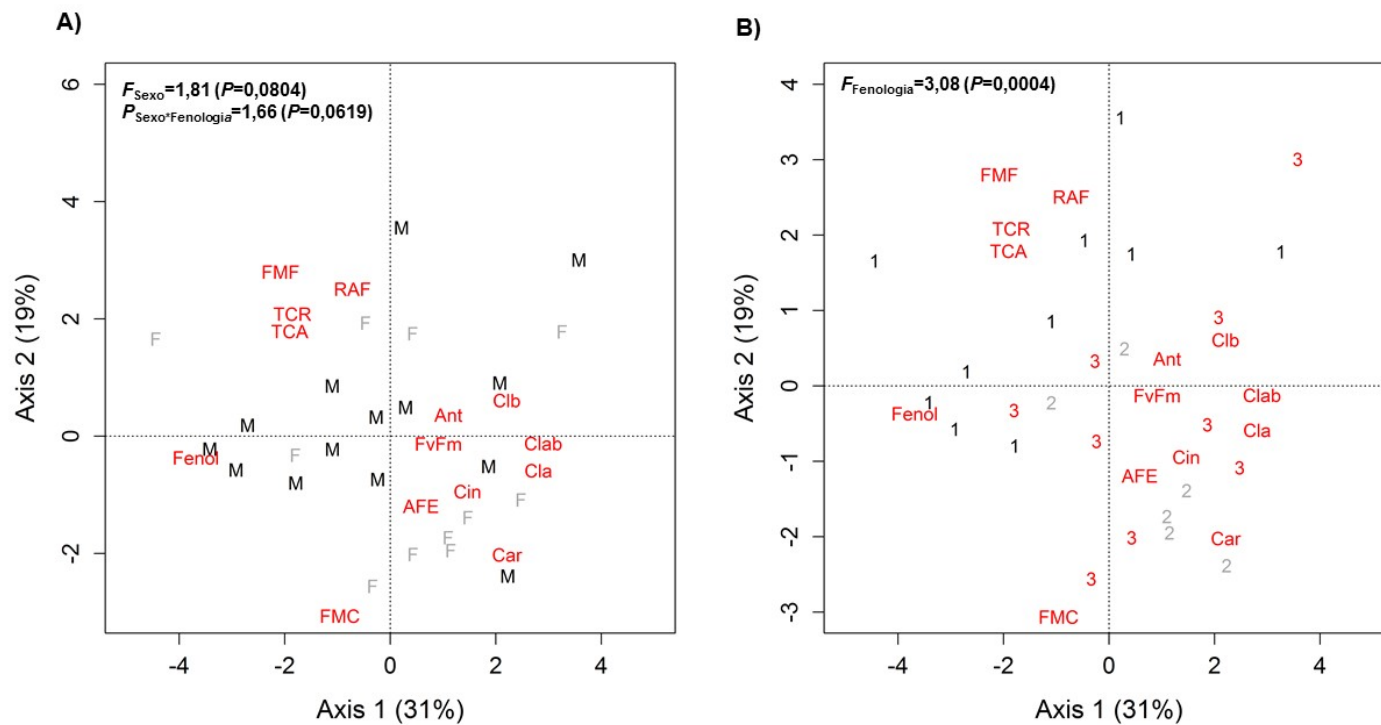 A)
F Sexo=1,81 (P=0,0804)
P Sexo*Fenologia=1,66 (P=0,0619)
6
4
2
0
-2
Axis 2 (19%)
M
M
FMF
RAF
TCR
F
TCA
F
F
F
M
M
Clb
M
Ant
M
M
FvFm
Clab
M
M
Fenol
F
M
M
M
M
Cla
Cin
AFE
F
F
F
F
F
Car
M
F
FMC
-4
-2
0
2
4
Axis 1 (31%)
B)
F Fenologia=3,08 (P=0,0004)
4
3
2
1
0
-1
-2
-3
Axis 2 (19%)
1
3
FMF
RAF
TCR
TCA
1
1
1
1
3
1
Clb
2
Ant
3
1
FvFm
Clab
1
2
Fenol
3
1
3
1
3
Cla
Cin
3
AFE
2
2
2
3
Car
2
3
FMC
-4
-2
0
2
4
Axis 1 (31%)